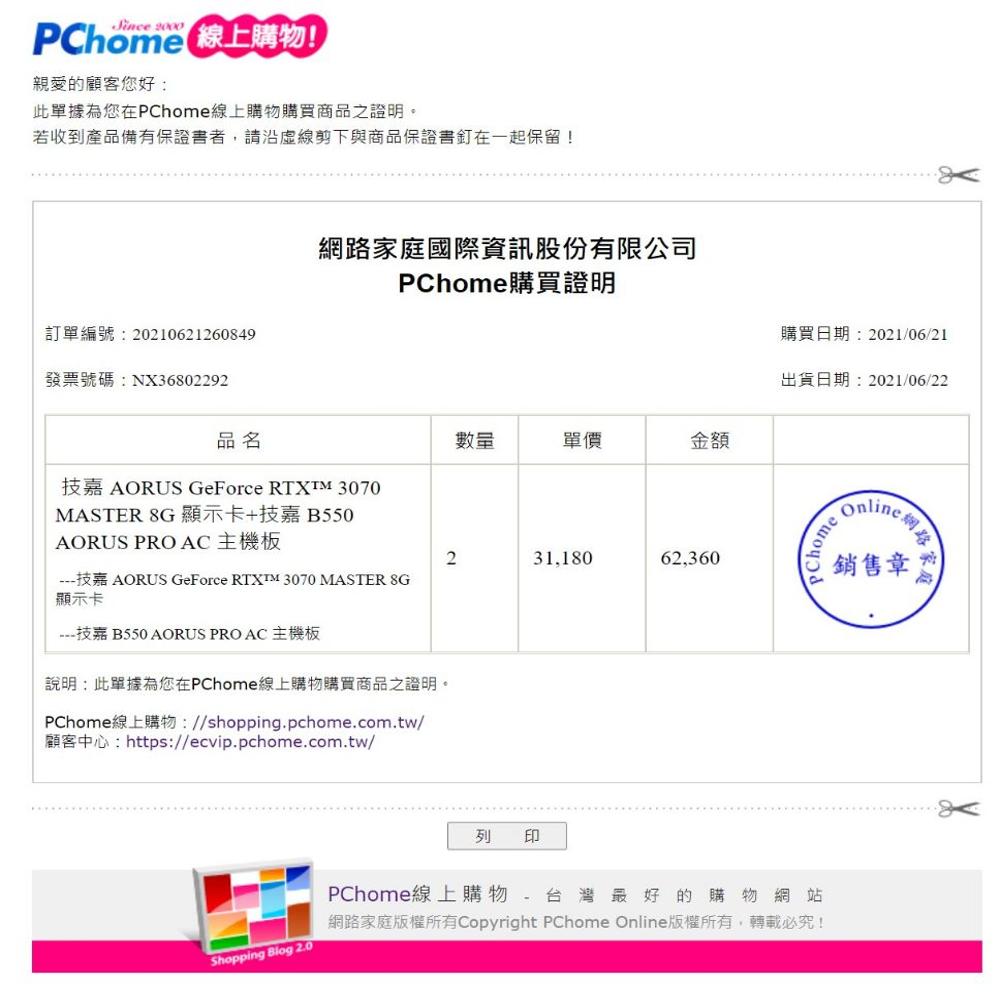 Since 2000
PChome 線上購物!
親愛的顧客您好：
此單據為您在PChome線上購物購買商品之證明。
若收到產品備有保證書者，請沿虛線剪下與商品保證書釘在一起保留！
網路家庭國際資訊股份有限公司
PChome購買證明
訂單編號：20210621260849
購買日期：2021/06/21
發票號碼：NX36802292
出貨日期：2021/06/22
品 名 數量 單價 金額
技嘉 AORUS GeForce RTX™ 3070
MASTER 8G 顯示卡+技嘉 B550
AORUS PRO AC 主機板
---技嘉 AORUS GeForce RTX™ 3070 MASTER 8G
顯示卡
---技嘉 B550 AORUS PRO AC 主機板
2 31,180 62,360
PChome Online網路家庭
銷售章
說明：此單據為您在PChome線上購物購買商品之證明。
PChome線上購物：//shopping.pchome.com.tw/
顧客中心：https://ecvip.pchome.com.tw/
列 印
PChome線上購物 - 台灣最好的購物網站
網路家庭版權所有Copyright PChome Online版權所有，轉載必究！
Shopping Blog 2.0